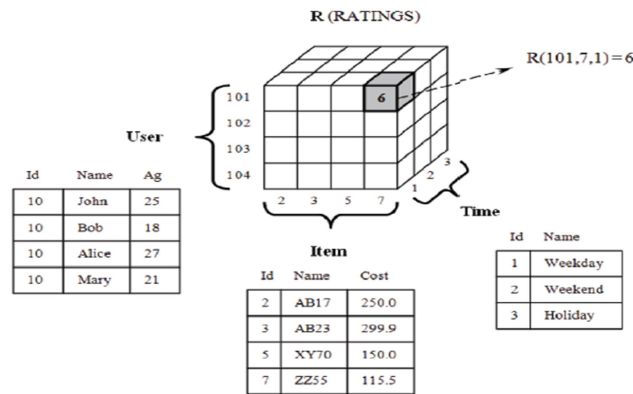 R (RATINGS)
R(101,7,1) = 6
101
6
102
User
103
104
3
2
1
2 3 5 7
Time
Item
Id Name Ag
10 John 25
10 Bob 18
10 Alice 27
10 Mary 21
Id Name Cost
2 AB17 250.0
3 AB23 299.9
5 XY70 150.0
7 ZZ55 115.5
Id Name
1 Weekday
2 Weekend
3 Holiday